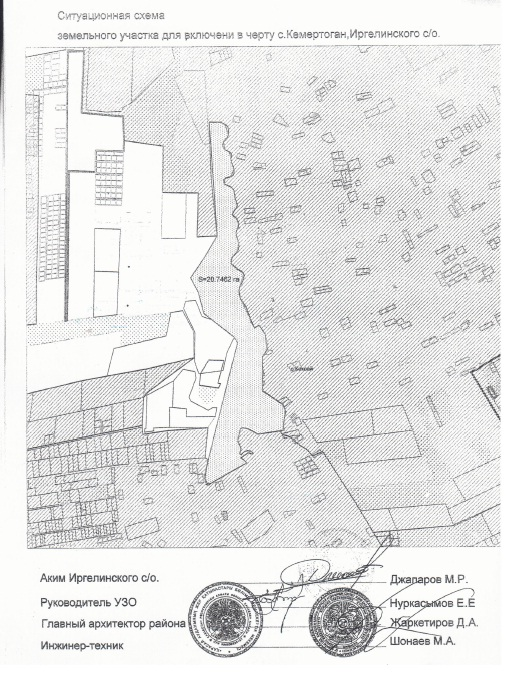 Ситуационная схема
земельного участка для включени в черту с.Кемертоган,Иргелинского с/о.
S=20.7462 га
Аким Иргелинского с/о. Джапаров М.Р.
Руководитель УЗО Нуркасымов Е.Е
Главный архитектор района Жаркетиров Д.А.
Инжинер-техник Шонаев М.А.